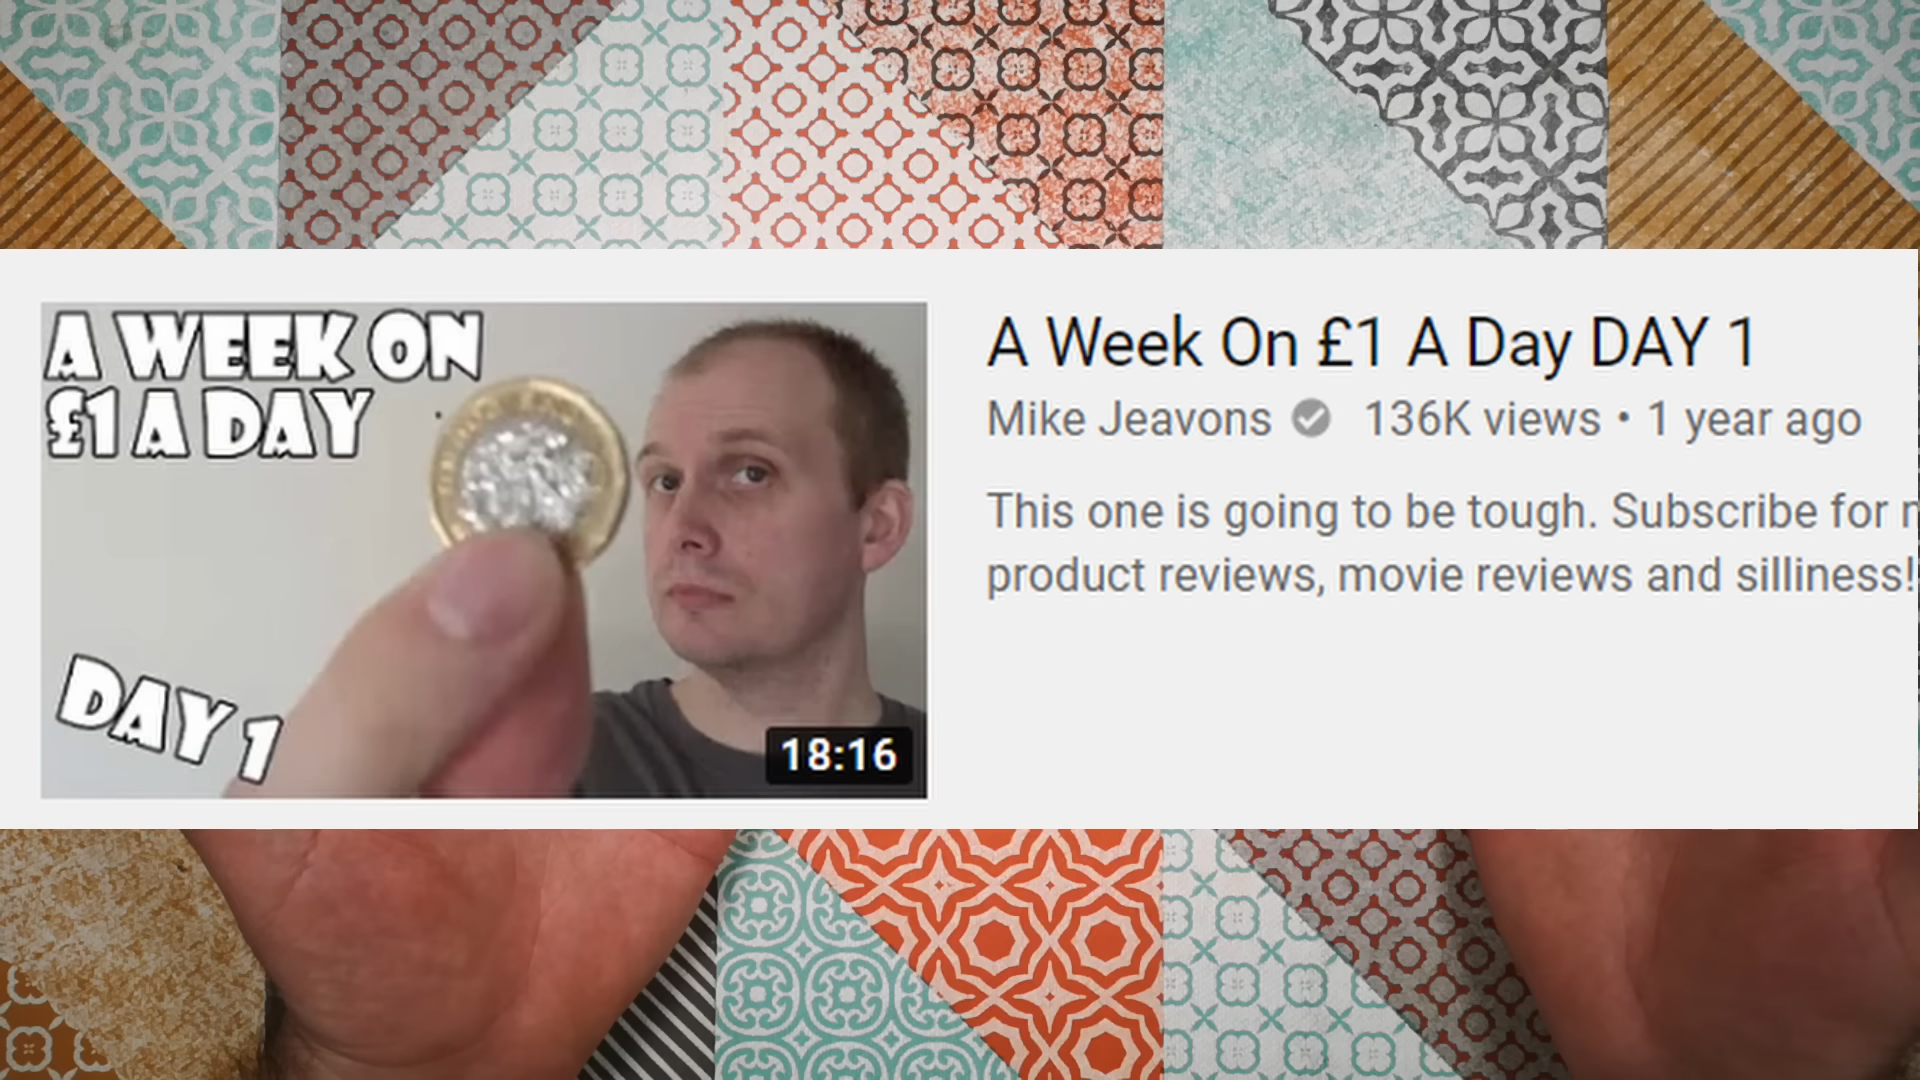 A WEEK ON
£1 A DAY
DAY 1
18:16
A Week On £1 A Day DAY 1
Mike Jeavons 136K views • 1 year ago
This one is going to be tough. Subscribe for
product reviews, movie reviews and silliness!